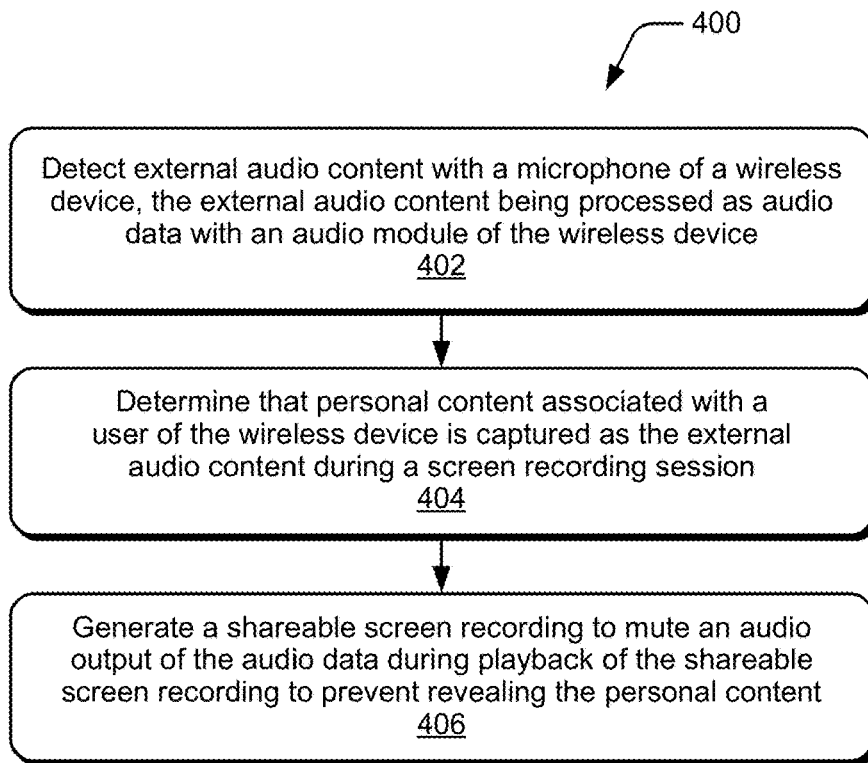 400
Detect external audio content with a microphone of a wireless
device, the external audio content being processed as audio
data with an audio module of the wireless device
402
Determine that personal content associated with a
user of the wireless device is captured as the external
audio content during a screen recording session
404
Generate a shareable screen recording to mute an audio
output of the audio data during playback of the shareable
screen recording to prevent revealing the personal content
406